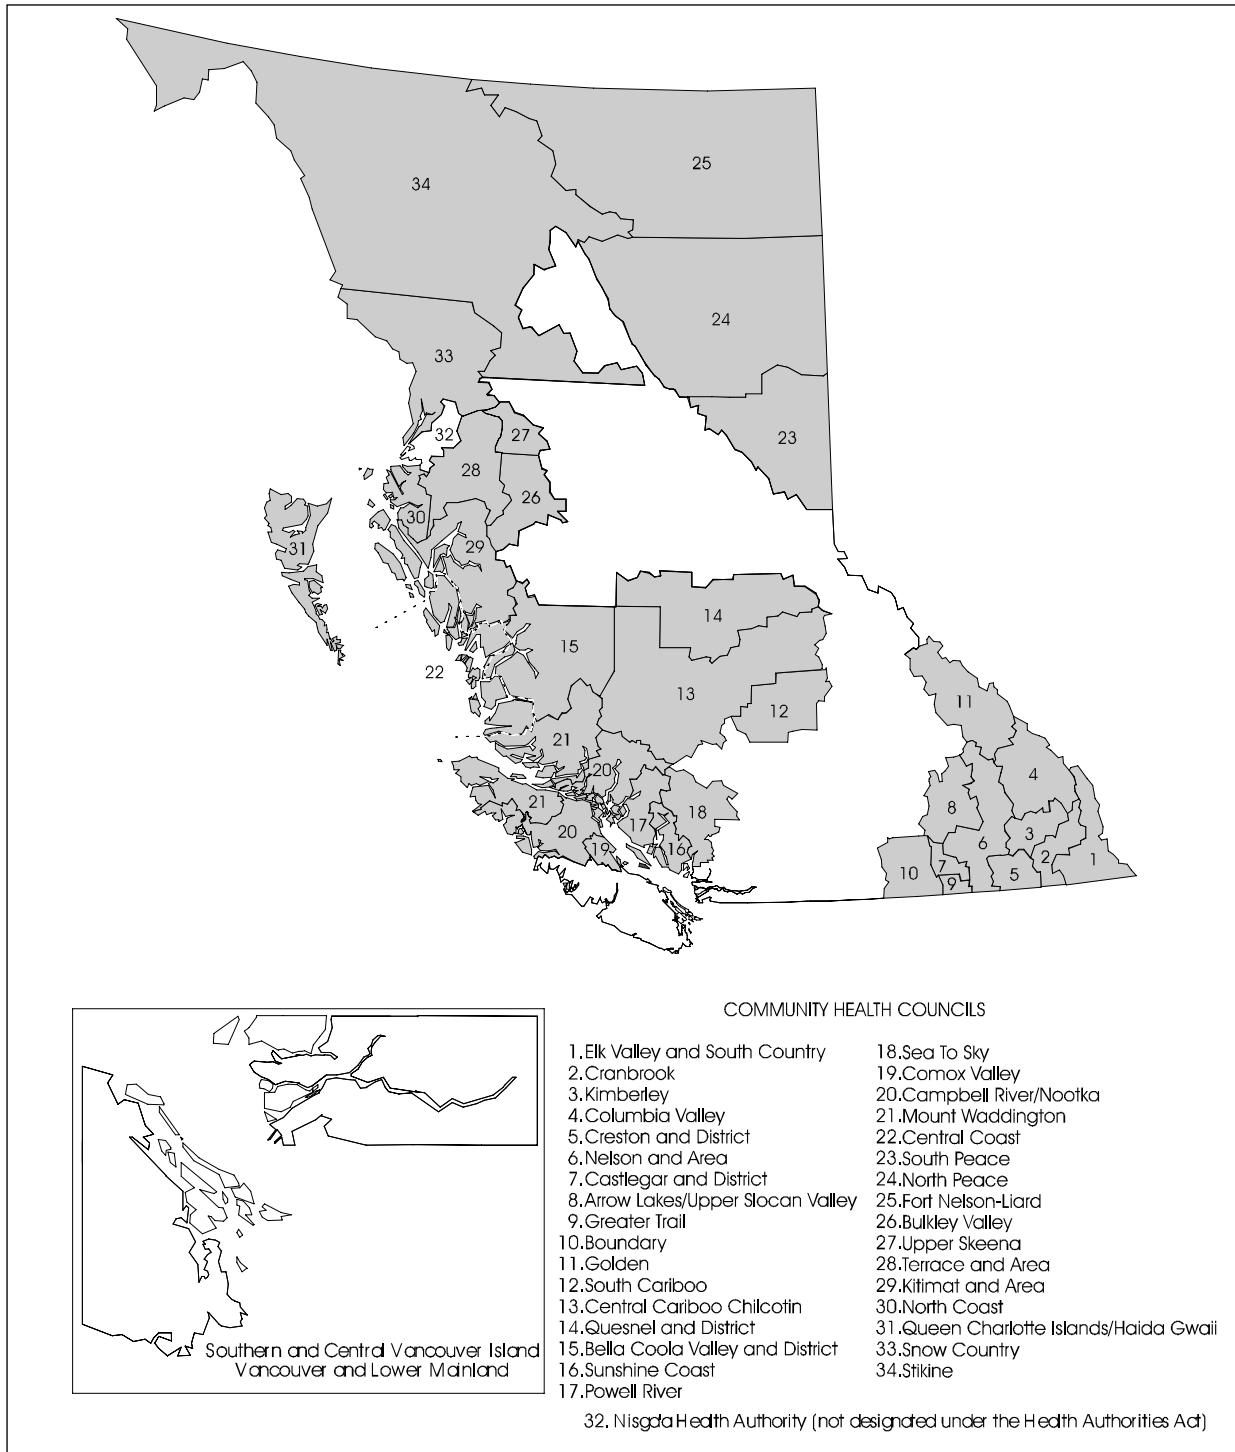 25
34
24
33
23
32
27
28
26
30
29
31
14
15
22
13
12
11
21
20
4
21
18
8
20
17
3
6
19
16
2
1
7
10
5
9
COMMUNITY HEALTH COUNCILS
1.Elk Valley and South Country
2.Cranbrook
3.Kimberley
4.Columbia Valley
5.Creston and District
6.Nelson and Area
7.Castlegar and District
8.Arrow Lakes/Upper Slocan Valley
9.Greater Trail
10.Boundary
11.Golden
12.South Cariboo
13.Central Cariboo Chilcotin
14.Quesnel and District
15.Bella Coola Valley and District
16.Sunshine Coast
17.Powell River
18.Sea To Sky
19.Comox Valley
20.Campbell River/Nootka
21.Mount Waddington
22.Central Coast
23.South Peace
24.North Peace
25.Fort Nelson-Liard
26.Bulkley Valley
27.Upper Skeena
28.Terrace and Area
29.Kitimat and Area
30.North Coast
31.Queen Charlotte Islands/Haida Gwaii
33.Snow Country
34.Stikine
32. Nisga'a Health Authority (not designated under the Health Authorities Act)
Southern and Central Vancouver Island
Vancouver and Lower Mainland